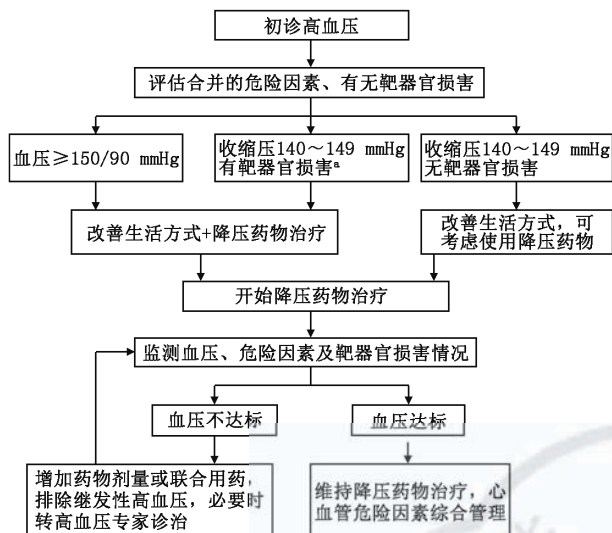 初诊高血压
评估合并的危险因素、有无靶器官损害
血压≥150/90 mmHg
收缩压140～149 mmHg
有靶器官损害a
收缩压140～149 mmHg
无靶器官损害
改善生活方式+降压药物治疗
改善生活方式，可
考虑使用降压药物
开始降压药物治疗
监测血压、危险因素及靶器官损害情况
血压不达标
血压达标
增加药物剂量或联合用药，
排除继发性高血压，必要时
转高血压专家诊治
维持降压药物治疗，心
血管危险因素综合管理